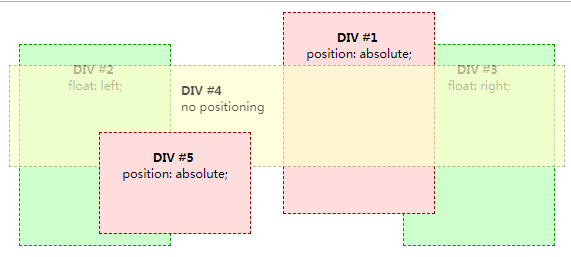 DIV #1
position: absolute;
DIV #2
float: left;
DIV #3
float: right;
DIV #4
no positioning
DIV #5
position: absolute;